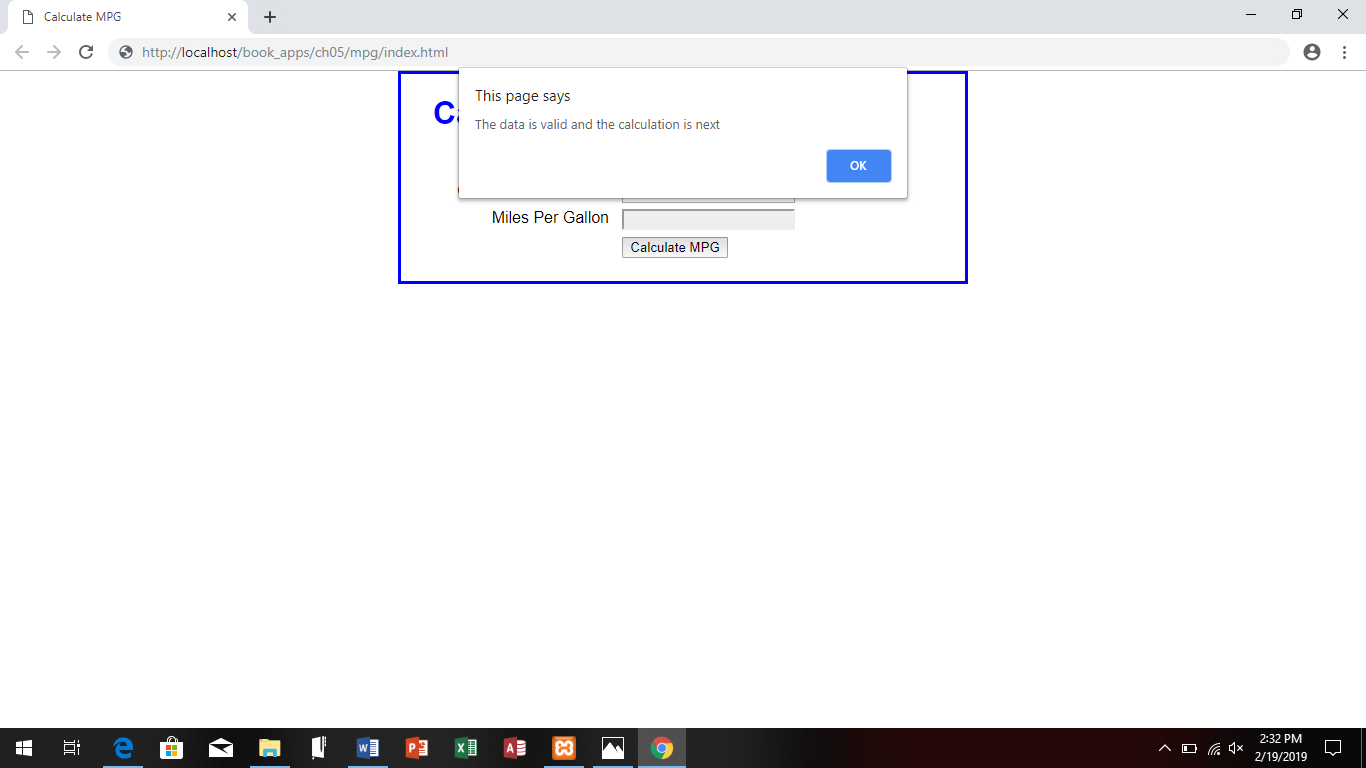 Calculate MPG
http://localhost/book_apps/ch05/mpg/index.html
This page says
The data is valid and the calculation is next
OK
Miles Per Gallon
Calculate MPG
2:32 PM
2/19/2019